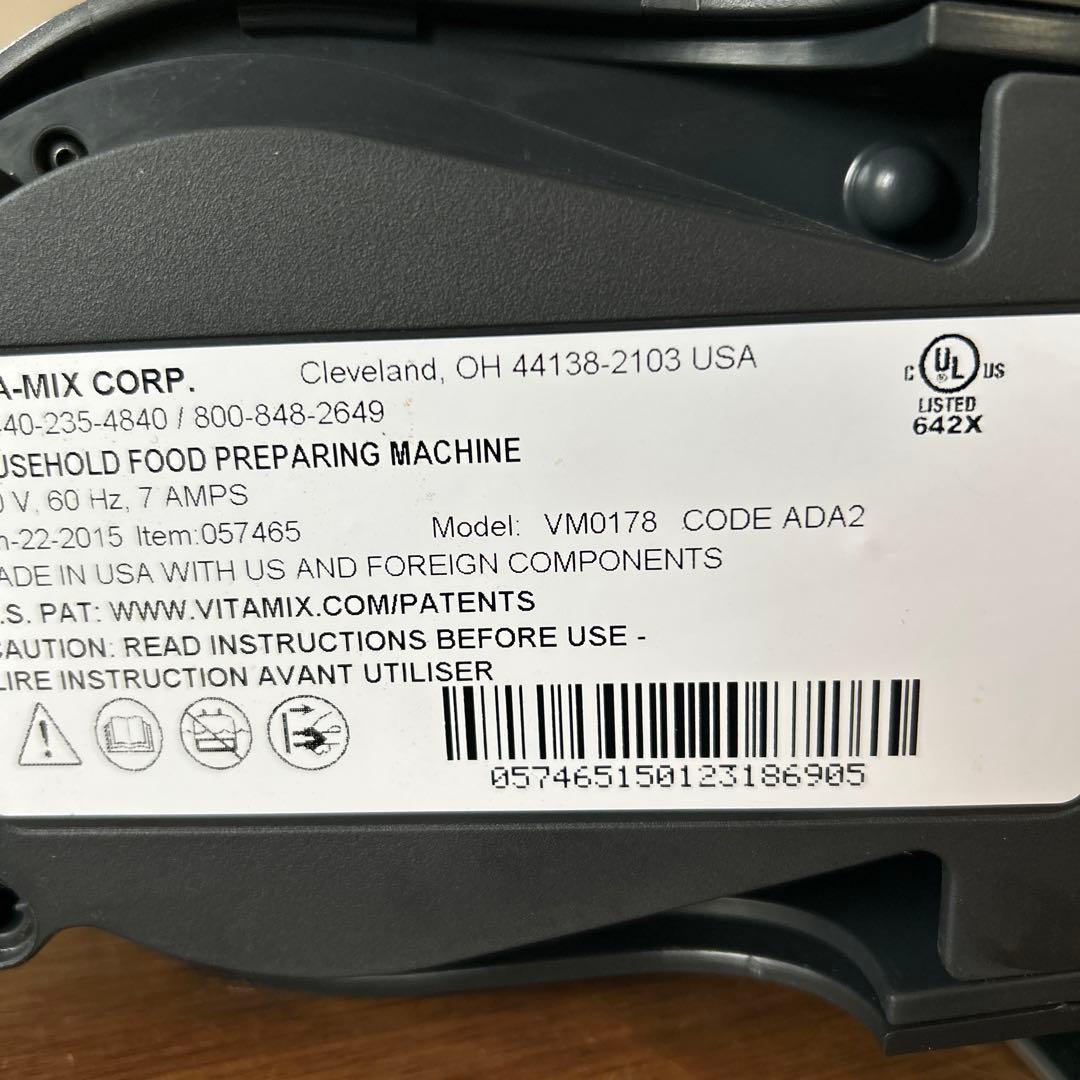 A-MIX CORP. Cleveland, OH 44138-2103 USA
40-235-4840 / 800-848-2649
USEHOLD FOOD PREPARING MACHINE
0 V, 60 Hz, 7 AMPS
n-22-2015 Item:057465 Model: VM0178 CODE ADA2
ADE IN USA WITH US AND FOREIGN COMPONENTS
.S. PAT: WWW.VITAMIX.COM/PATENTS
CAUTION: READ INSTRUCTIONS BEFORE USE -
LIRE INSTRUCTION AVANT UTILISER
C UL® US
LISTED
642X
057465150123186905